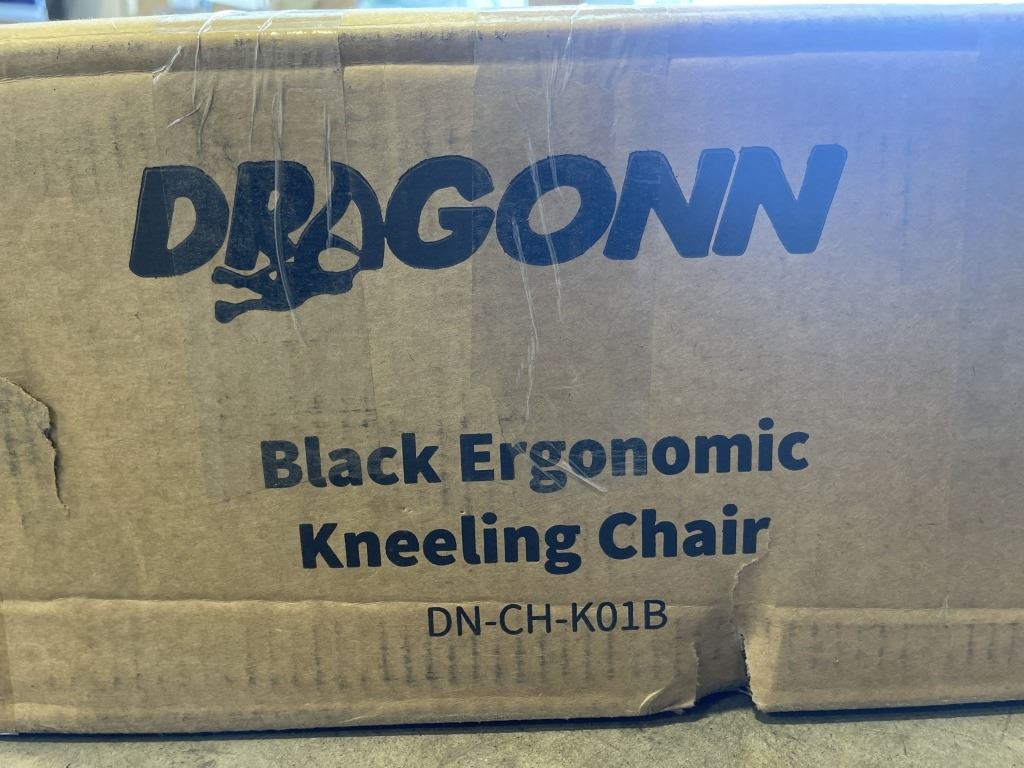 DRAGONN
Black Ergonomic
Kneeling Chair
DN-CH-K01B